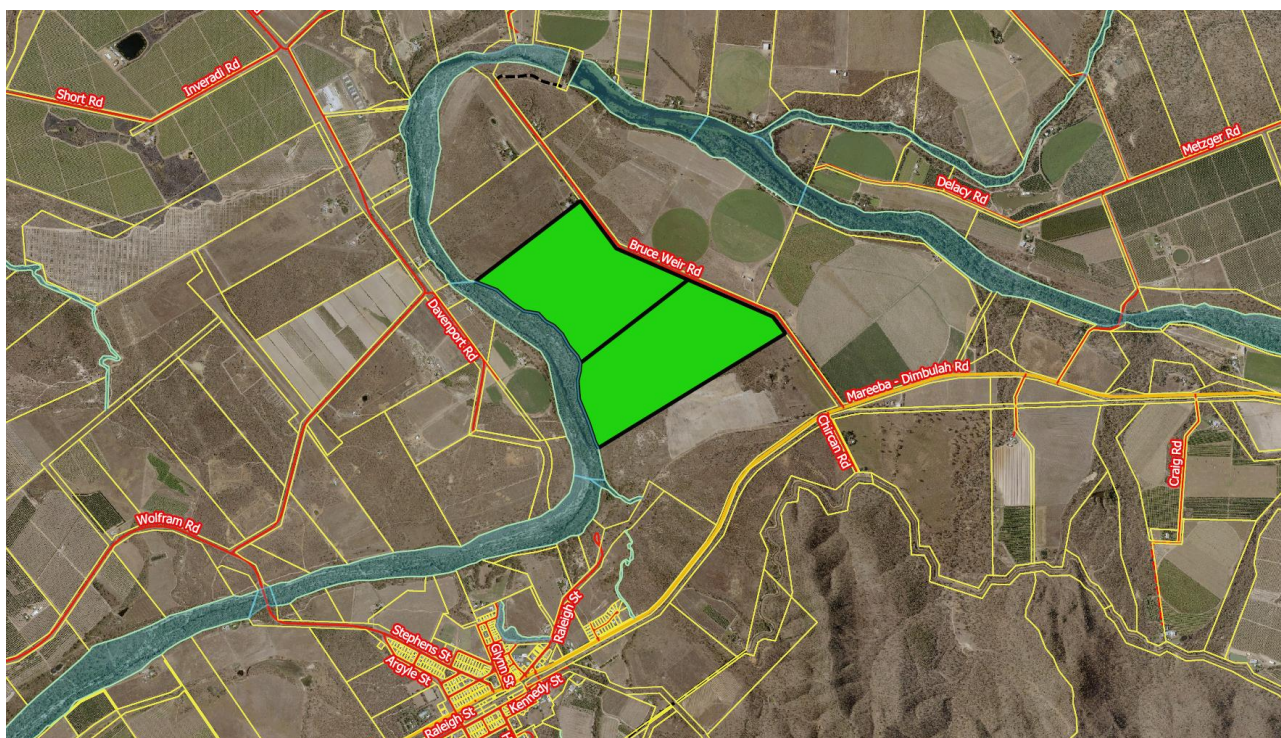 Short Rd
Inveradi Rd
Metzger Rd
Delacy Rd
Bruce Weir Rd
Davenport Rd
Mareeba - Dimbulah Rd
Chircan Rd
Craig Rd
Wolfram Rd
Raleigh St
Stephens St
Glynn St
Argyle St
Kennedy St
Raleigh St